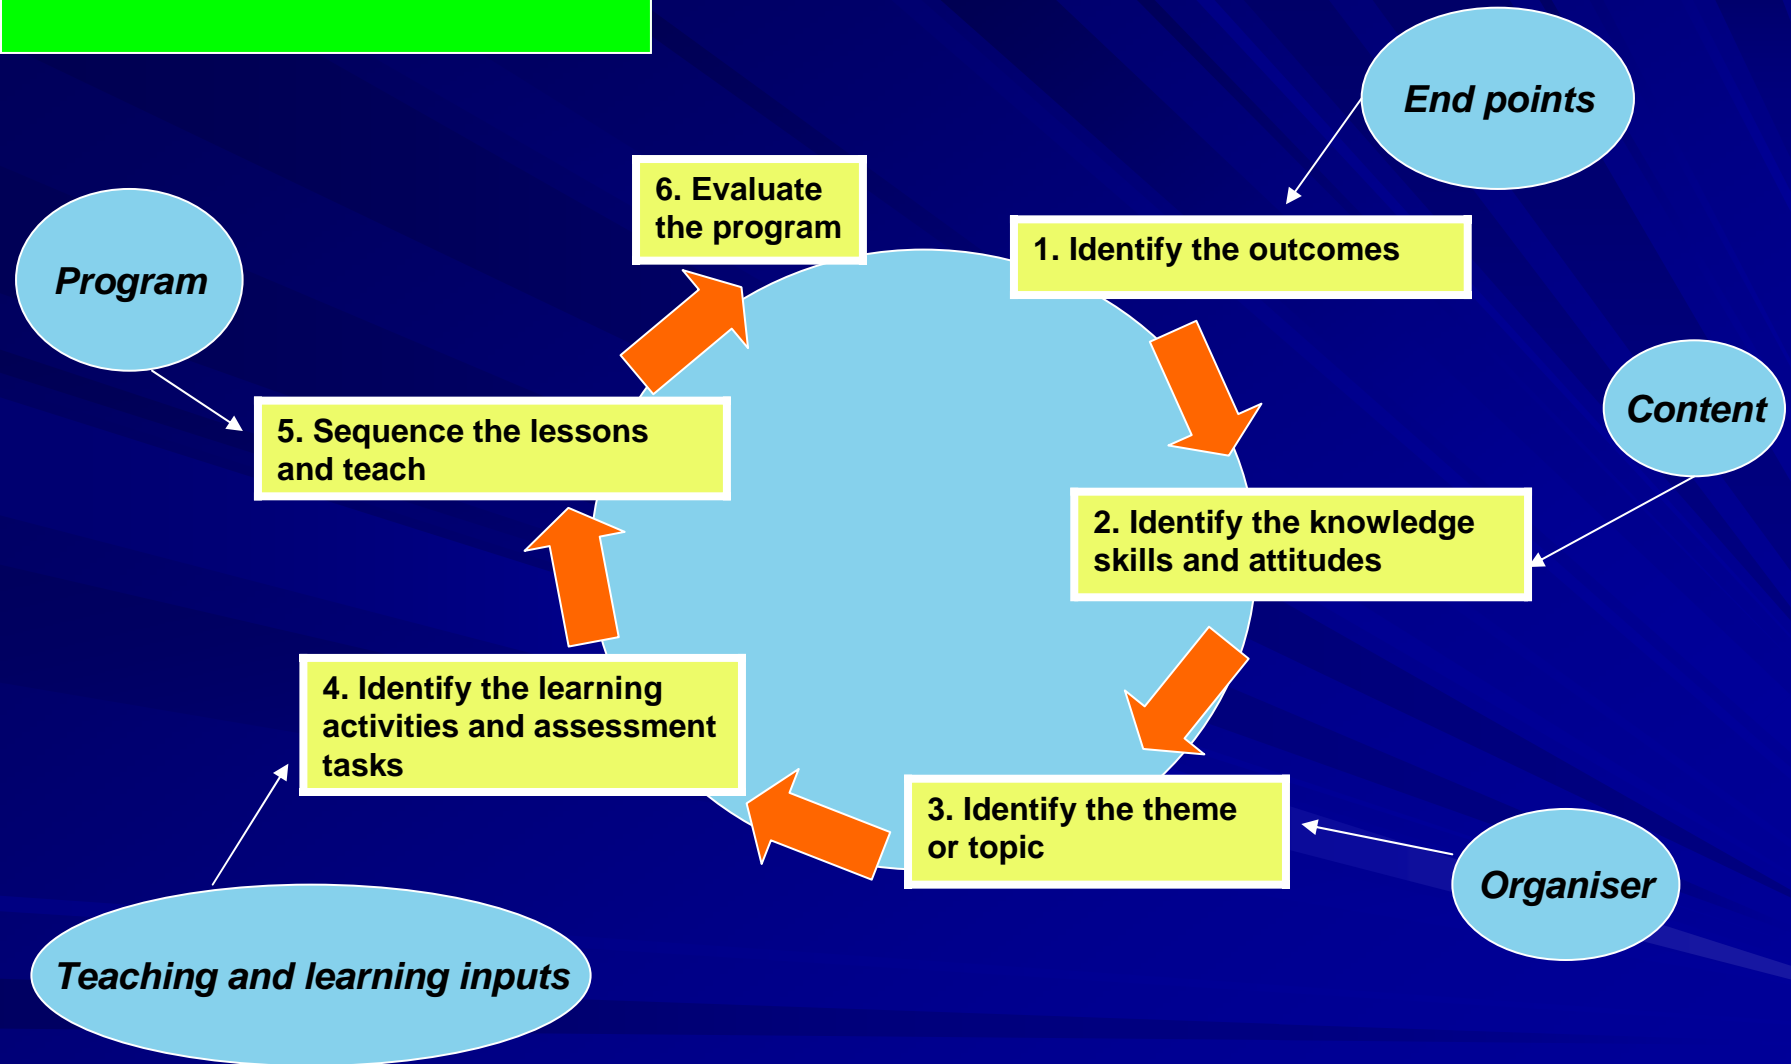 End points
6. Evaluate
the program
1. Identify the outcomes
Program
Content
5. Sequence the lessons
and teach
2. Identify the knowledge
skills and attitudes
4. Identify the learning
activities and assessment
tasks
3. Identify the theme
or topic
Organiser
Teaching and learning inputs